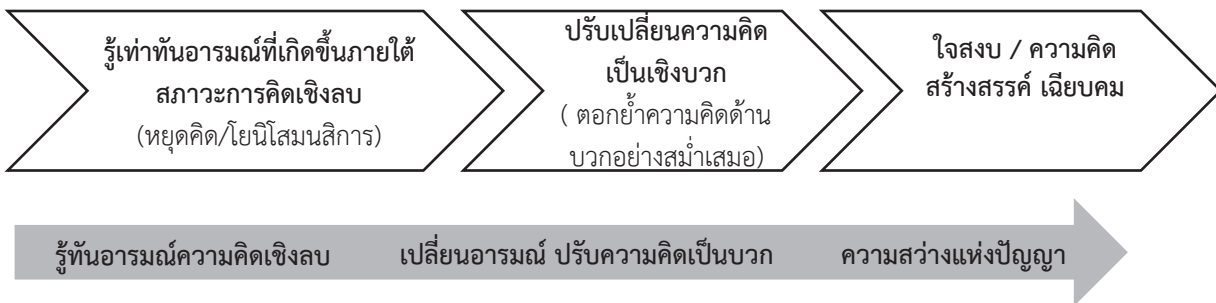 รู้เท่าทันอารมณ์ที่เกิดขึ้นภายใต้
สภาวะการคิดเชิงลบ
(หยุดคิด/โยนิโสมนสิการ)
ปรับเปลี่ยนความคิด
เป็นเชิงบวก
( ตอกย้ำความคิดด้าน
บวกอย่างสม่ำเสมอ)
ใจสงบ / ความคิด
สร้างสรรค์ เฉียบคม
รู้ทันอารมณ์ความคิดเชิงลบ
เปลี่ยนอารมณ์ ปรับความคิดเป็นบวก
ความสว่างแห่งปัญญา